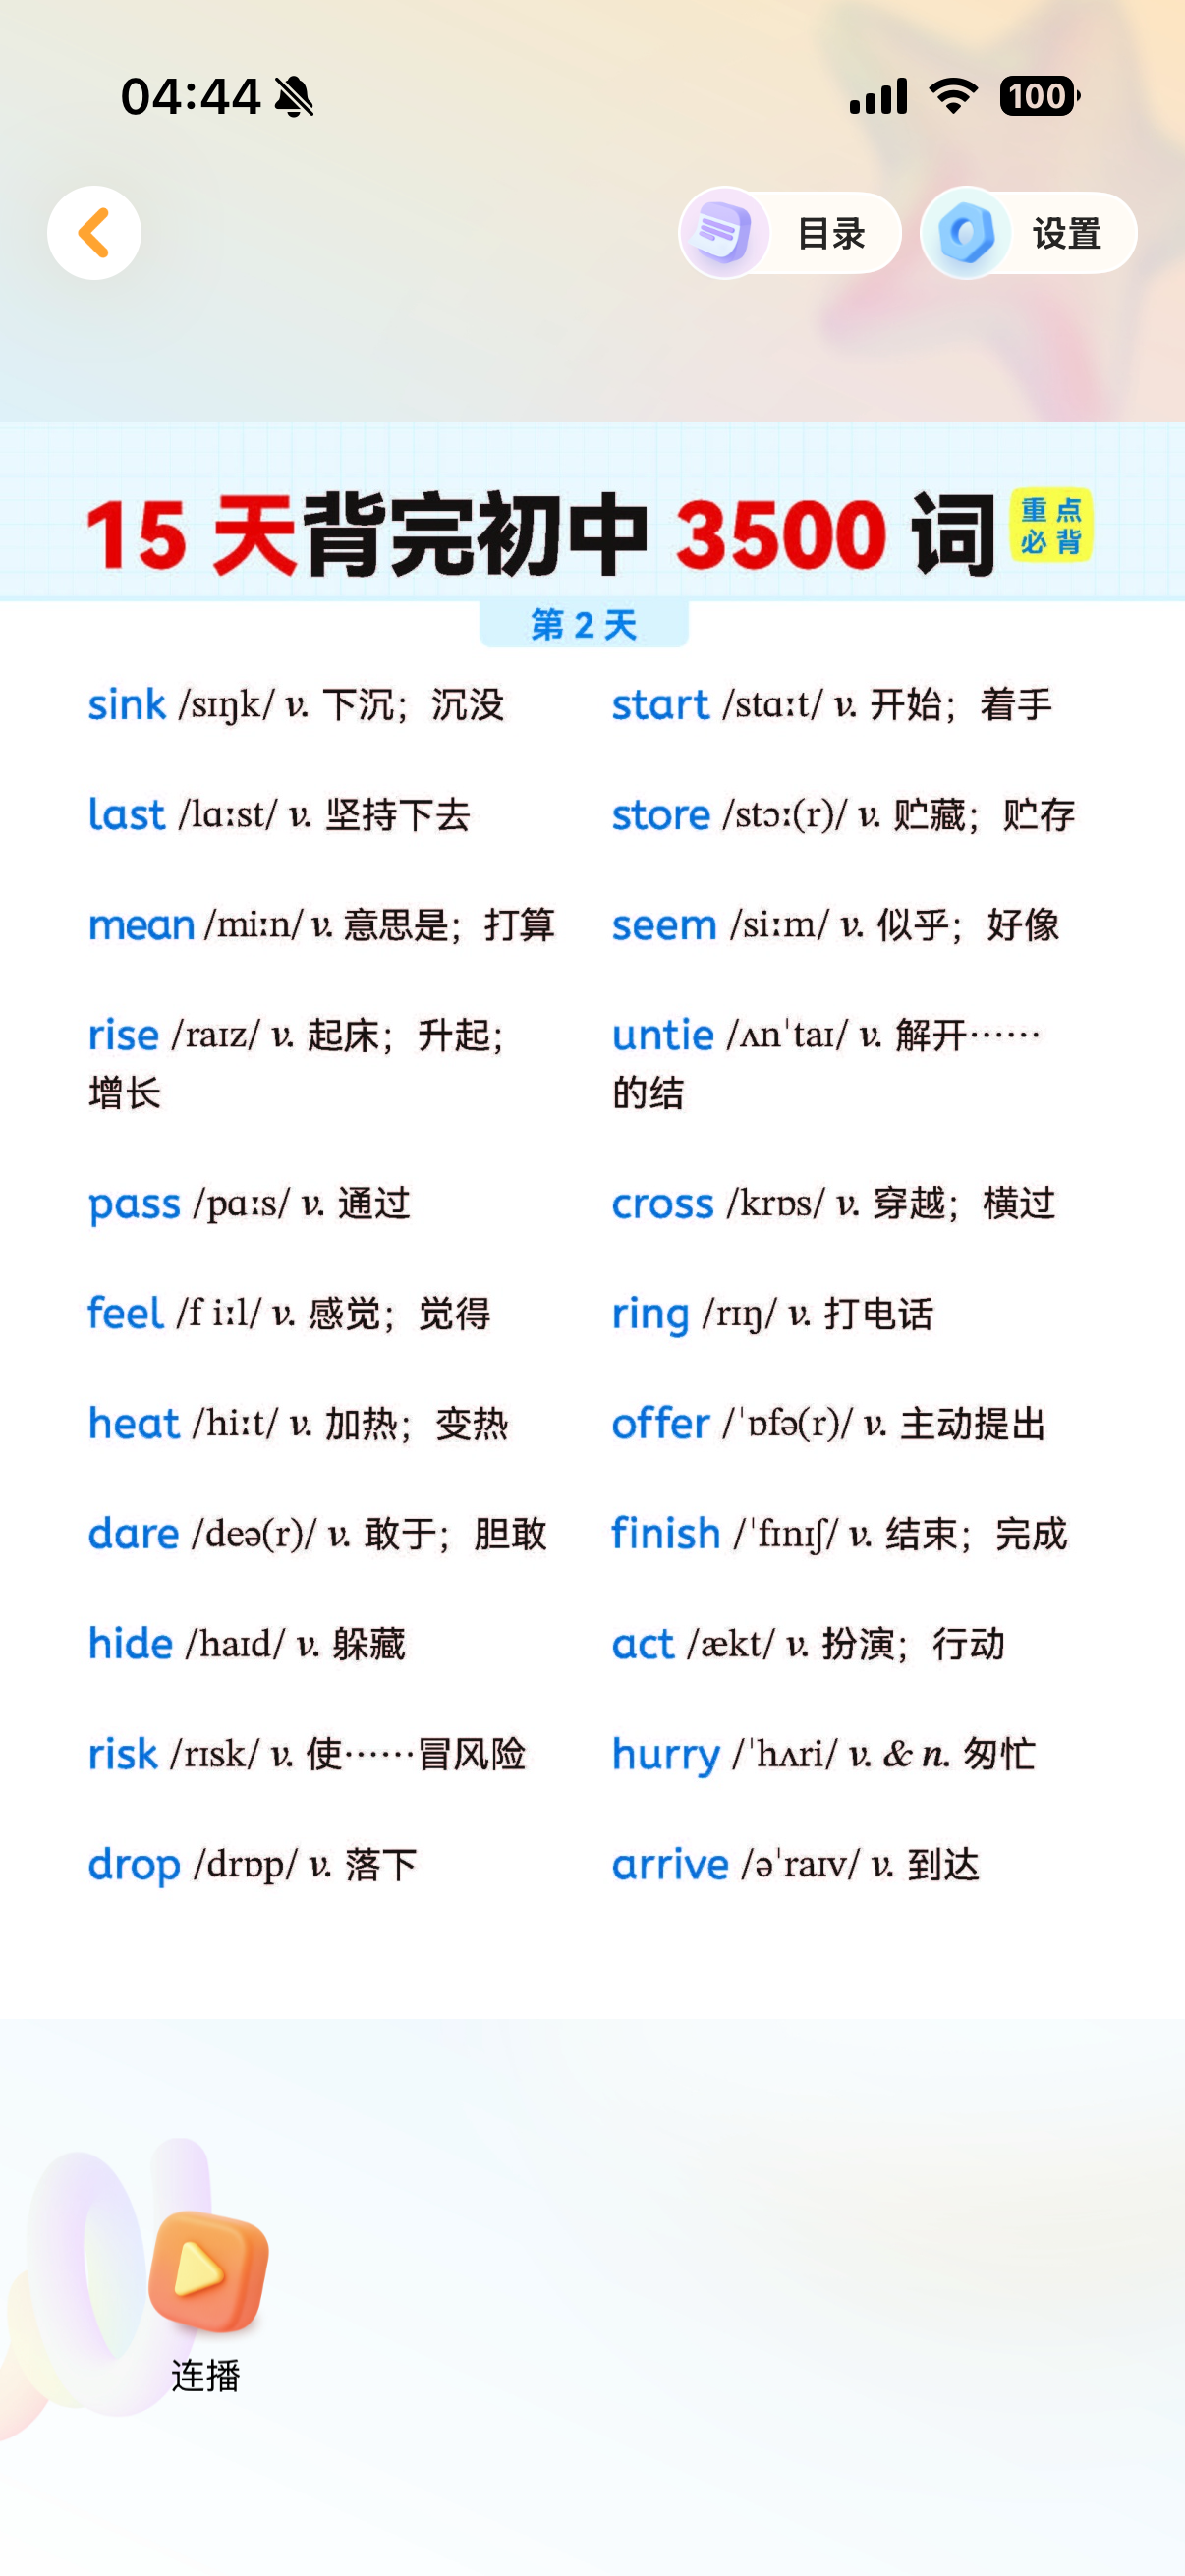 04:44
100
目录
设置
15 天背完初中 3500 词
重点
必背
第 2 天
sink /sɪŋk/ v. 下沉；沉没
start /stɑːt/ v. 开始；着手
last /lɑːst/ v. 坚持下去
store /stɔː(r)/ v. 贮藏；贮存
mean /miːn/ v. 意思是；打算
seem /siːm/ v. 似乎；好像
rise /raɪz/ v. 起床；升起；
增长
untie /ʌnˈtaɪ/ v. 解开……
的结
pass /pɑːs/ v. 通过
cross /krɒs/ v. 穿越；横过
feel /f iːl/ v. 感觉；觉得
ring /rɪŋ/ v. 打电话
heat /hiːt/ v. 加热；变热
offer /ˈɒfə(r)/ v. 主动提出
dare /deə(r)/ v. 敢于；胆敢
finish /ˈfɪnɪʃ/ v. 结束；完成
hide /haɪd/ v. 躲藏
act /ækt/ v. 扮演；行动
risk /rɪsk/ v. 使……冒风险
hurry /ˈhʌri/ v. & n. 匆忙
drop /drɒp/ v. 落下
arrive /əˈraɪv/ v. 到达
连播